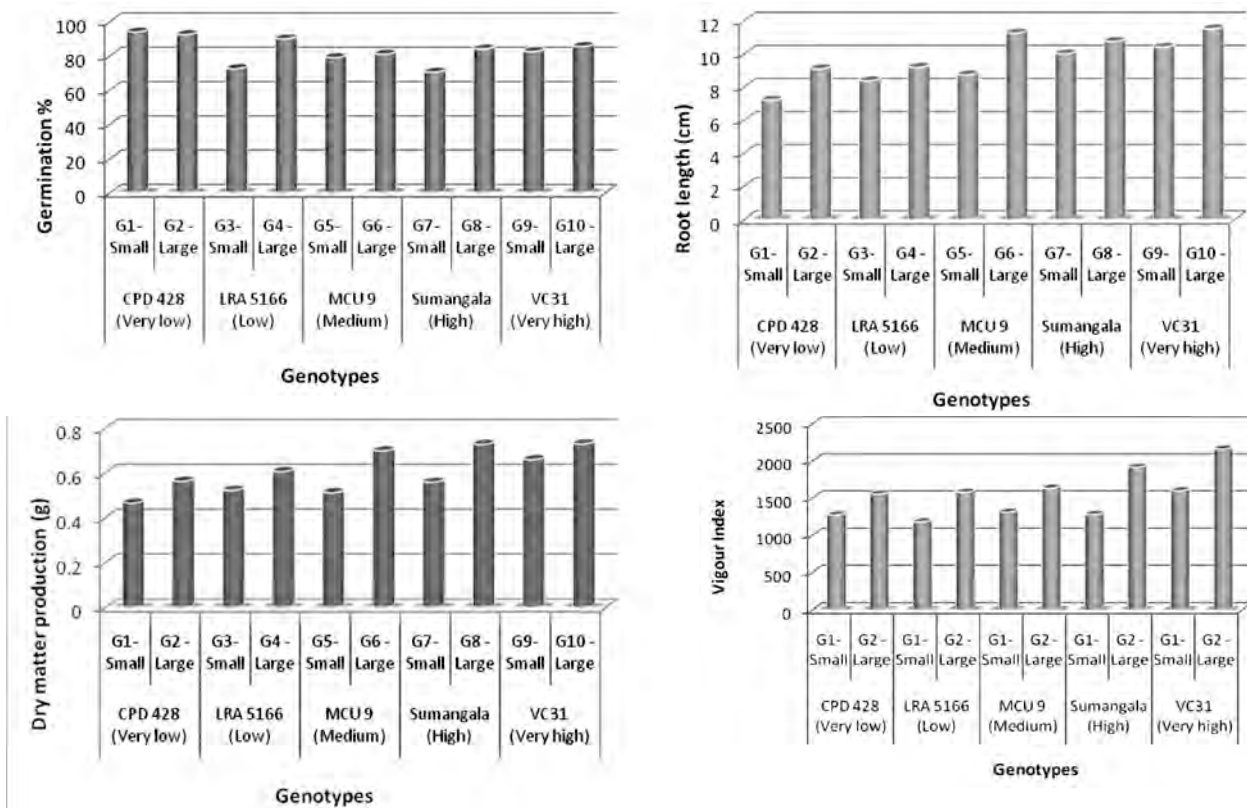 100
80
60
40
20
0
Germination %
G1- G2 - G3- G4 - G5- G6 - G7- G8 - G9- G10 -
Small Large Small Large Small Large Small Large Small Large
CPD 428 LRA 5166 MCU 9 Sumangala VC31
(Very low) (Low) (Medium) (High) (Very high)
Genotypes
12
10
8
6
4
2
0
Root length (cm)
G1- G2 - G3- G4 - G5- G6 - G7- G8 - G9- G10 -
Small Large Small Large Small Large Small Large Small Large
CPD 428 LRA 5166 MCU 9 Sumangala VC31
(Very low) (Low) (Medium) (High) (Very high)
Genotypes
0.8
0.6
0.4
0.2
0
Dry matter production (g)
G1- G2 - G3- G4 - G5- G6 - G7- G8 - G9- G10 -
Small Large Small Large Small Large Small Large Small Large
CPD 428 LRA 5166 MCU 9 Sumangala VC31
(Very low) (Low) (Medium) (High) (Very high)
Genotypes
2500
2000
1500
1000
500
0
Vigour Index
G1- G2 - G1- G2 - G1- G2 - G1- G2 - G1- G2 -
Small Large Small Large Small Large Small Large Small Large
CPD 428 LRA 5166 MCU 9 Sumangala VC31
(Very low) (Low) (Medium) (High) (Very high)
Genotypes